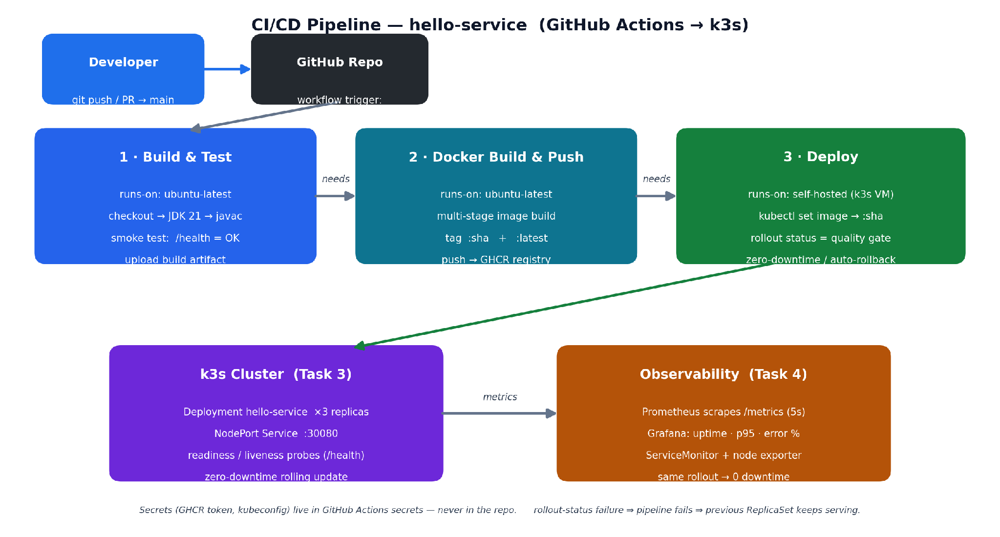 CI/CD Pipeline — hello-service  (GitHub Actions → k3s)
Developer
git push / PR → main
GitHub Repo
workflow trigger:
1 · Build & Test
runs-on: ubuntu-latest
checkout → JDK 21 → javac
smoke test:  /health = OK
upload build artifact
needs
2 · Docker Build & Push
runs-on: ubuntu-latest
multi-stage image build
tag  :sha   +   :latest
push → GHCR registry
needs
3 · Deploy
runs-on: self-hosted (k3s VM)
kubectl set image → :sha
rollout status = quality gate
zero-downtime / auto-rollback
k3s Cluster  (Task 3)
Deployment hello-service  ×3 replicas
NodePort Service  :30080
readiness / liveness probes (/health)
zero-downtime rolling update
metrics
Observability  (Task 4)
Prometheus scrapes /metrics (5s)
Grafana: uptime · p95 · error %
ServiceMonitor + node exporter
same rollout → 0 downtime
Secrets (GHCR token, kubeconfig) live in GitHub Actions secrets — never in the repo.      rollout-status failure ⇒ pipeline fails ⇒ previous ReplicaSet keeps serving.